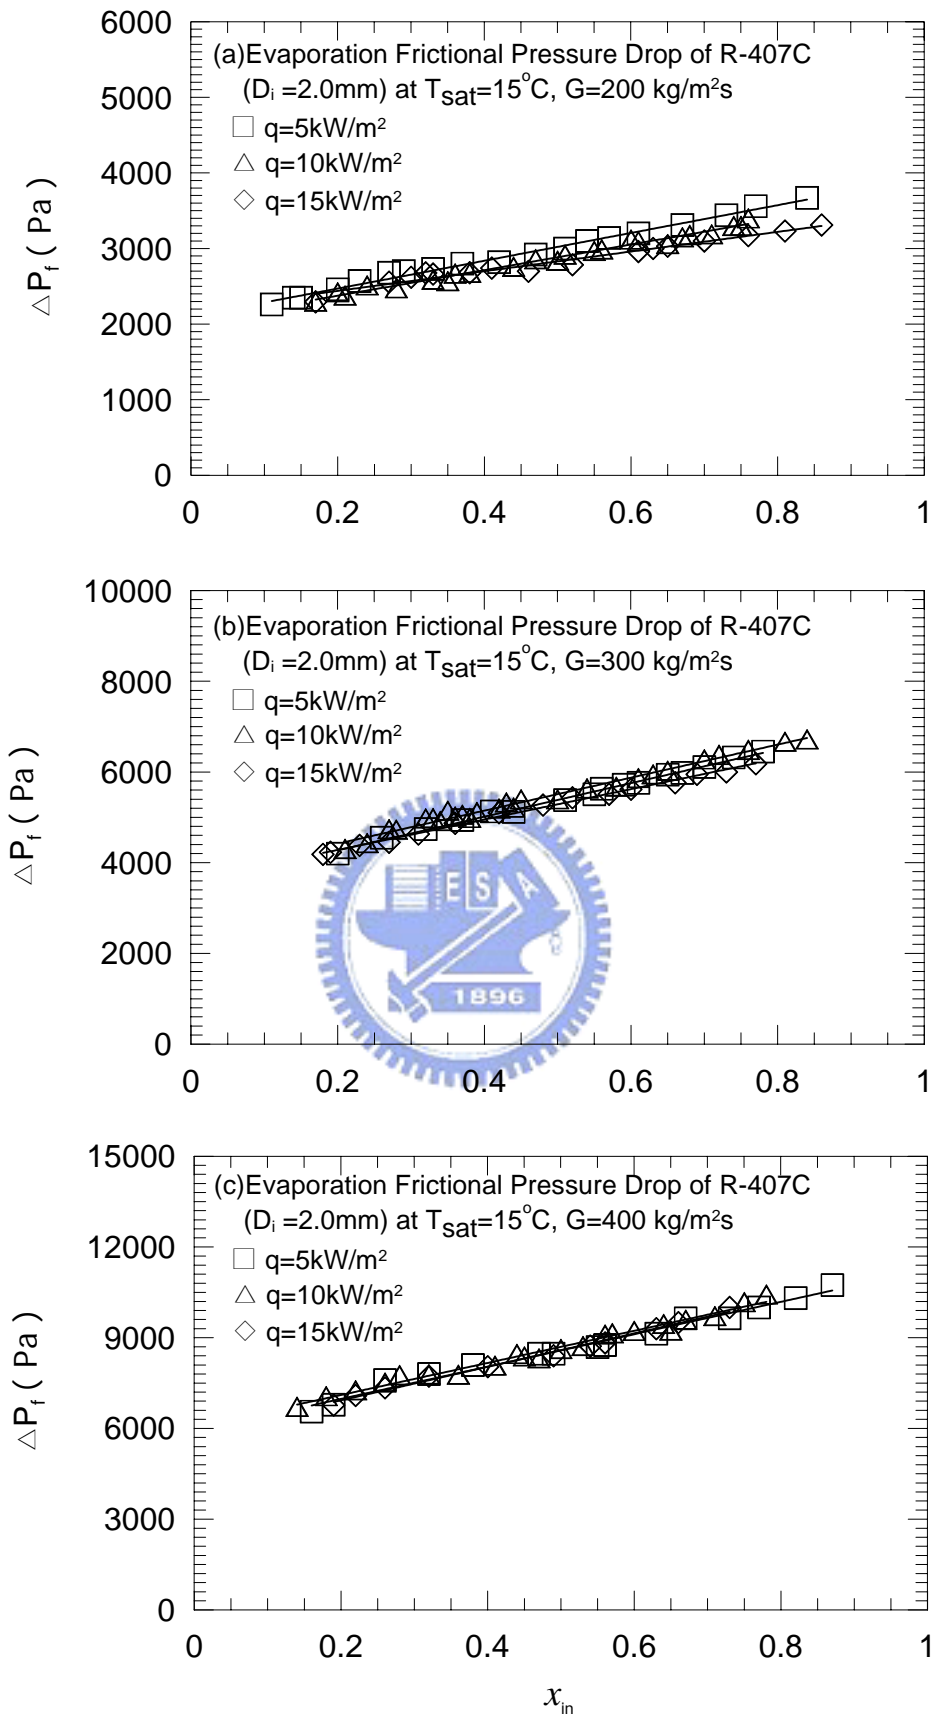 6000
(a)Evaporation Frictional Pressure Drop of R-407C
(Di =2.0mm) at Tsat=15°C, G=200 kg/m²s
5000
q=5kW/m²
q=10kW/m²
4000
q=15kW/m²
3000
2000
1000
0
△Pf ( Pa )
0 0.2 0.4 0.6 0.8 1
10000
(b)Evaporation Frictional Pressure Drop of R-407C
(Di =2.0mm) at Tsat=15°C, G=300 kg/m²s
8000
q=5kW/m²
q=10kW/m²
q=15kW/m²
6000
4000
2000
0
△Pf ( Pa )
E S A
1896
0 0.2 0.4 0.6 0.8 1
15000
(c)Evaporation Frictional Pressure Drop of R-407C
(Di =2.0mm) at Tsat=15°C, G=400 kg/m²s
12000
q=5kW/m²
q=10kW/m²
q=15kW/m²
9000
6000
3000
0
△Pf ( Pa )
0 0.2 0.4 0.6 0.8 1
xin